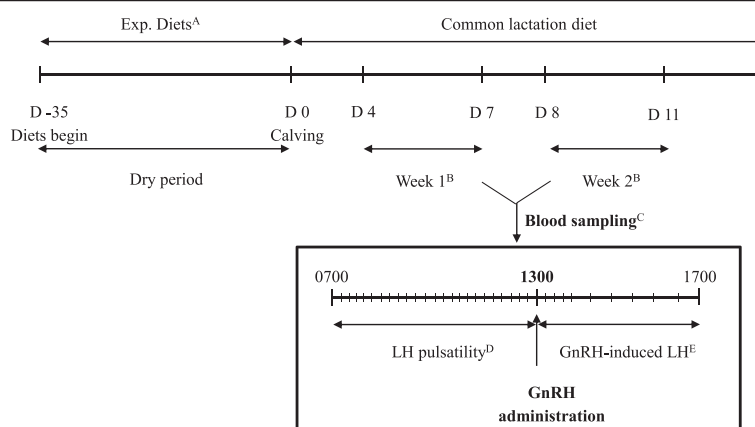 Exp. Diets^A Common lactation diet
D -35 D 0 D 4 D 7 D 8 D 11
Diets begin Calving
Dry period Week 1^B Week 2^B
Blood sampling^C
0700 1300 1700
LH pulsatility^D GnRH-induced LH^E
GnRH
administration